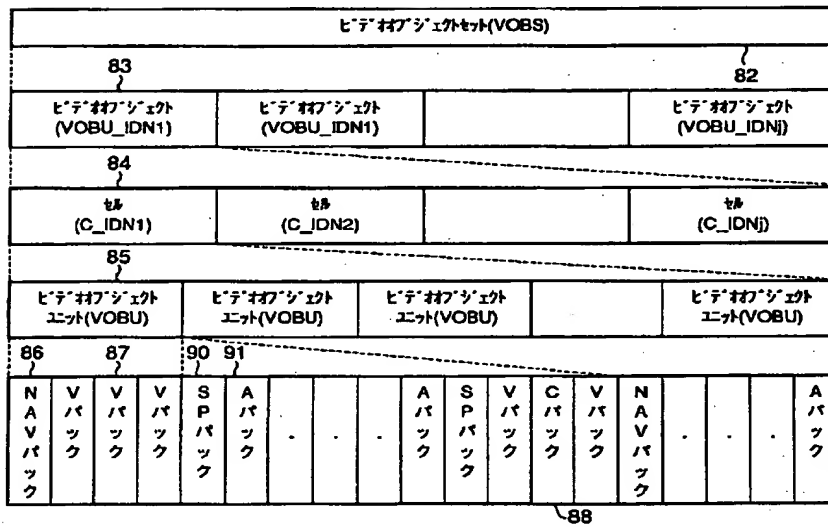 ビデオオブジェクトセット(VOBS)
83
82
ビデオオブジェクト
(VOBU_IDN1)
ビデオオブジェクト
(VOBU_IDN1)
ビデオオブジェクト
(VOBU_IDNj)
84
セル
(C_IDN1)
セル
(C_IDN2)
セル
(C_IDNj)
85
ビデオオブジェクト
ユニット(VOBU)
ビデオオブジェクト
ユニット(VOBU)
ビデオオブジェクト
ユニット(VOBU)
ビデオオブジェクト
ユニット(VOBU)
86
87
90
91
NAVパック
Vパック
Vパック
Vパック
SPパック
Aパック
.
.
.
Aパック
SPパック
Vパック
Cパック
Vパック
NAVパック
.
.
.
Aパック
88